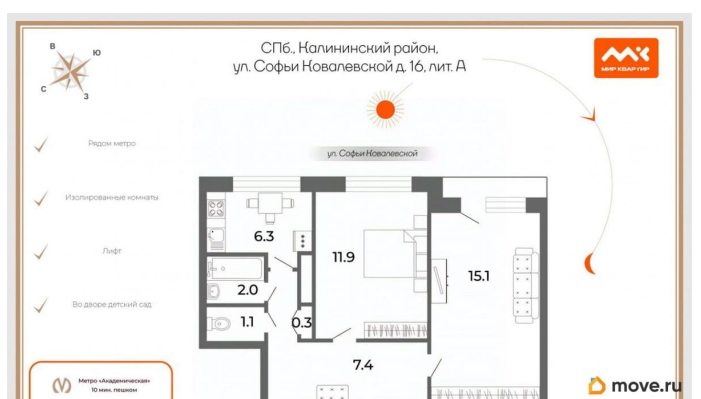 СПб., Калининский район,
ул. Софьи Ковалевской д. 16, лит. А
МИР КВАРТИР
В
Ю
С
З
Рядом метро
ул. Софьи Ковалевской
Изолированные комнаты
6.3
11.9
15.1
Лифт
2.0
Во дворе детский сад
1.1
0.3
7.4
Метро «Академическая»
10 мин. пешком
move.ru